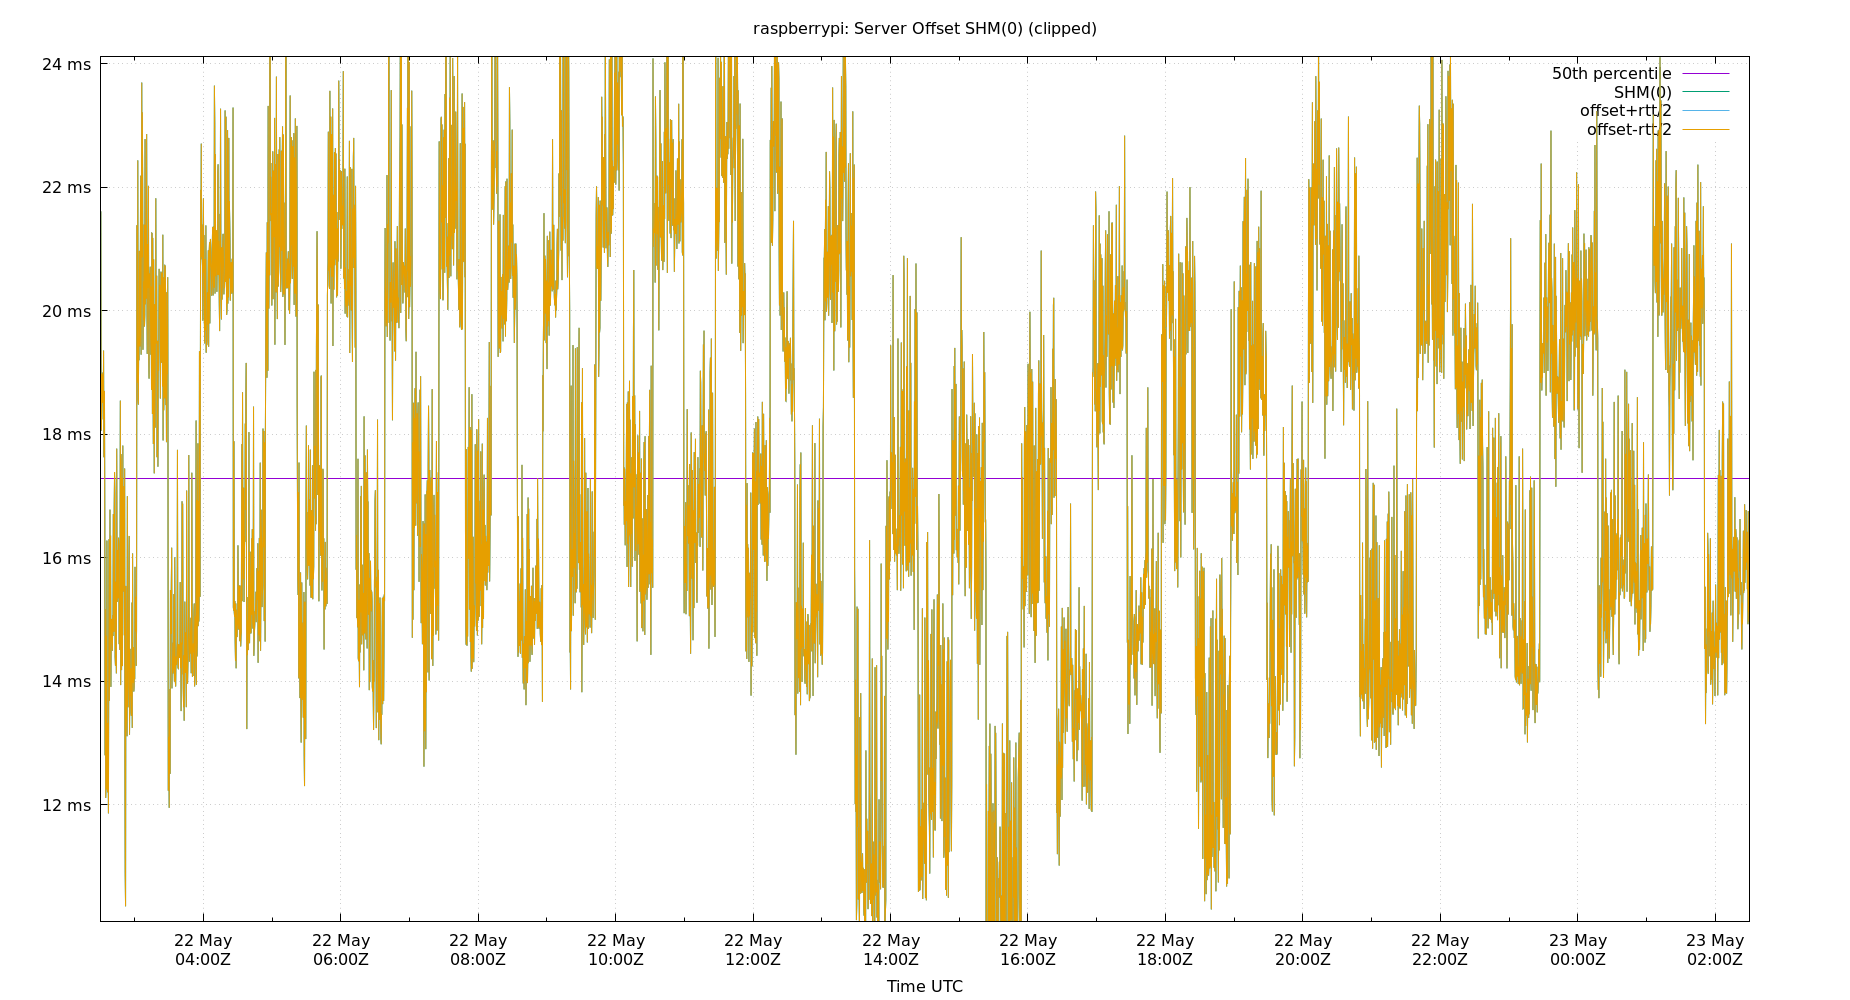 raspberrypi: Server Offset SHM(0) (clipped)
24 ms
22 ms
20 ms
18 ms
16 ms
14 ms
12 ms
50th percentile
SHM(0)
offset+rtt/2
offset-rtt/2
22 May
04:00Z
22 May
06:00Z
22 May
08:00Z
22 May
10:00Z
22 May
12:00Z
22 May
14:00Z
22 May
16:00Z
22 May
18:00Z
22 May
20:00Z
22 May
22:00Z
23 May
00:00Z
23 May
02:00Z
Time UTC